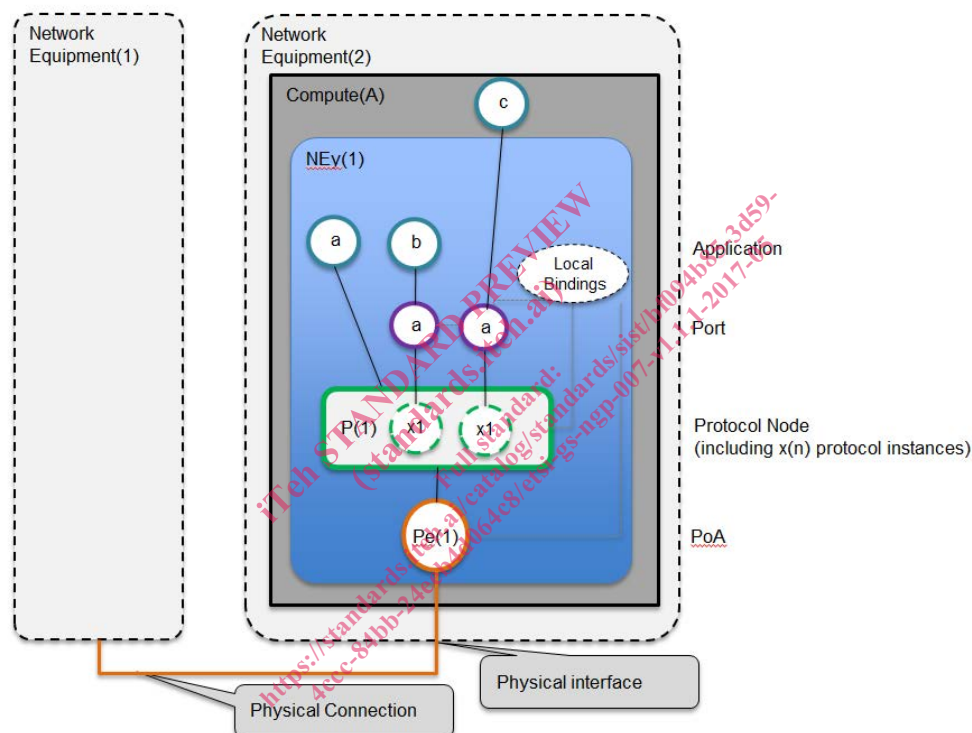 Network
Equipment(1)
Network
Equipment(2)
Compute(A)
c
NEy(1)
a
b
Local
Bindings
Application
a
a
Port
P(1)
x1
x1
Protocol Node
(including x(n) protocol instances)
Pe(1)
PoA
Physical interface
Physical Connection
iTeh STANDARD PREVIEW
(standards.iteh.ai)
Full standard: